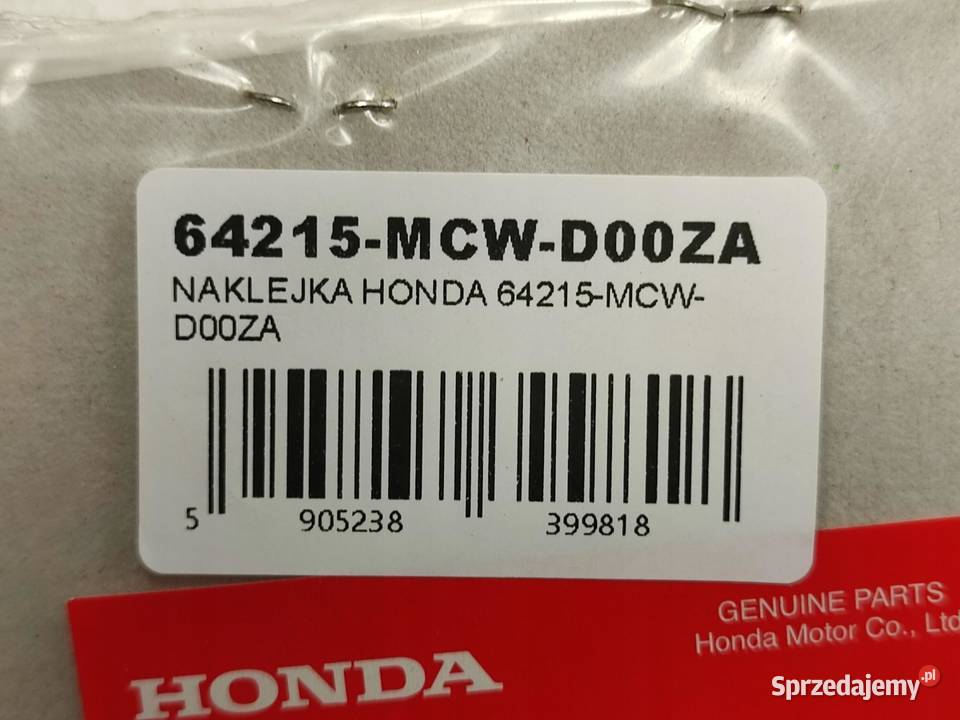 64215-MCW-D00ZA
NAKLEJKA HONDA 64215-MCW-
D00ZA
5 905238 399818
GENUINE PARTS
Honda Motor Co., Ltd
HONDA
Sprzedajemy.pl